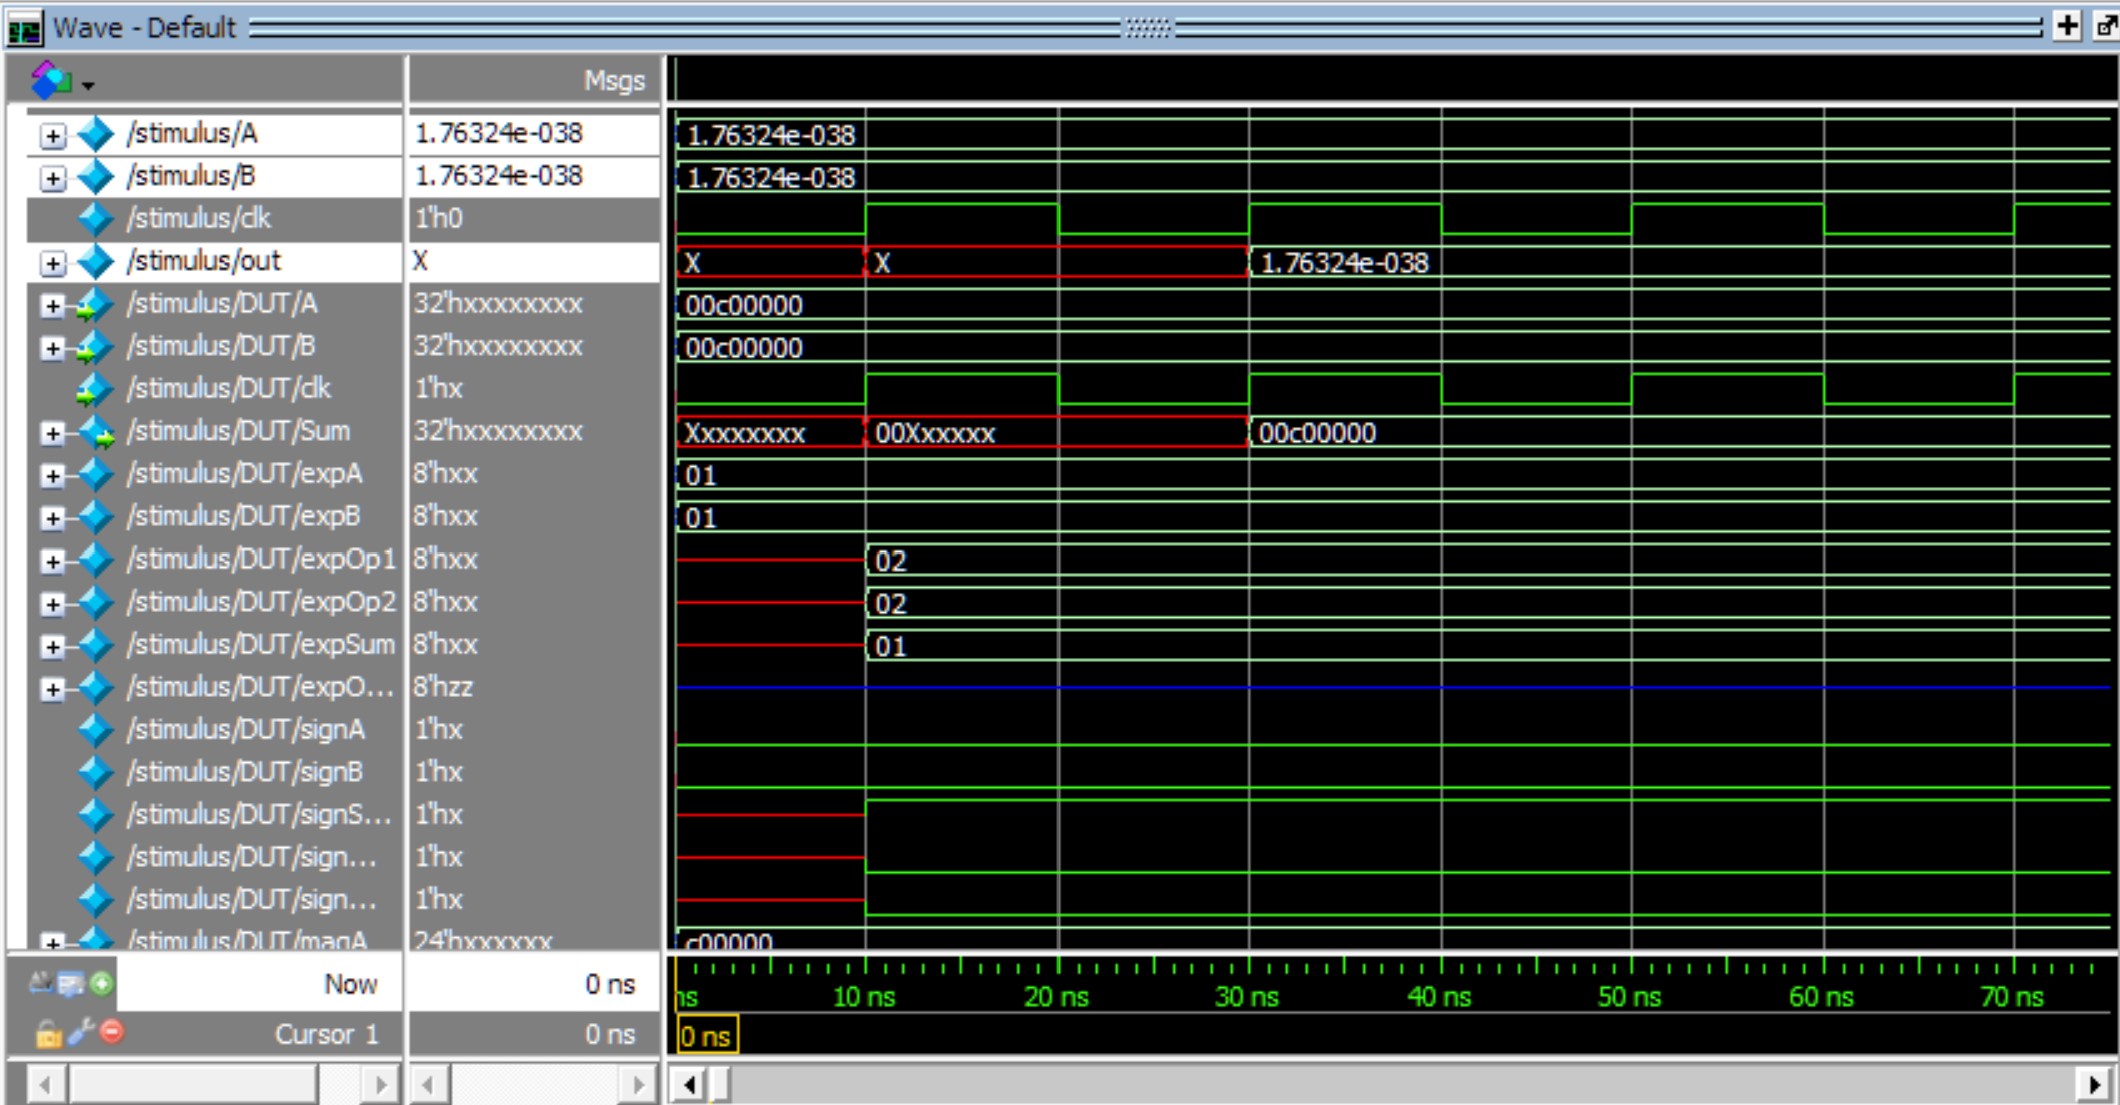 Wave - Default
Msgs
/stimulus/A 1.76324e-038 1.76324e-038
/stimulus/B 1.76324e-038 1.76324e-038
/stimulus/clk 1'h0
/stimulus/out X X X 1.76324e-038
/stimulus/DUT/A 32'hxxxxxxxx 00c00000
/stimulus/DUT/B 32'hxxxxxxxx 00c00000
/stimulus/DUT/clk 1'hx
/stimulus/DUT/Sum 32'hxxxxxxxx Xxxxxxxx 00Xxxxxx 00c00000
/stimulus/DUT/expA 8'hxx 01
/stimulus/DUT/expB 8'hxx 01
/stimulus/DUT/expOp1 8'hxx 02
/stimulus/DUT/expOp2 8'hxx 02
/stimulus/DUT/expSum 8'hxx 01
/stimulus/DUT/expO... 8'hzz
/stimulus/DUT/signA 1'hx
/stimulus/DUT/signB 1'hx
/stimulus/DUT/signS... 1'hx
/stimulus/DUT/sign... 1'hx
/stimulus/DUT/sign... 1'hx
/stimulus/DUT/magA 24'hxxxxxx c00000
Now 0 ns ns 10 ns 20 ns 30 ns 40 ns 50 ns 60 ns 70 ns
Cursor 1 0 ns 0 ns